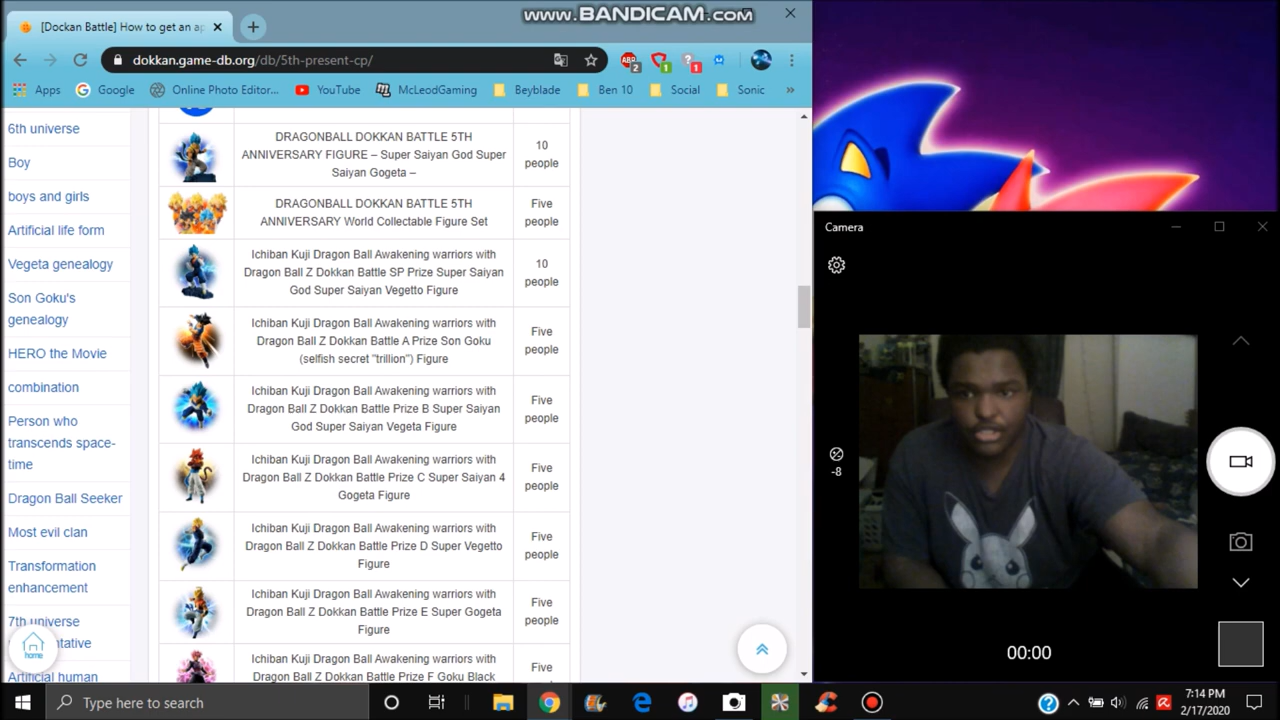 www.BANDICAM.com
[Dockan Battle] How to get an ap
dokkan.game-db.org/db/5th-present-cp/
ABP
2
1
1
Apps
Google
Online Photo Editor...
YouTube
McLeodGaming
Beyblade
Ben 10
Social
Sonic
»
6th universe
Boy
boys and girls
Artificial life form
Vegeta genealogy
Son Goku's
genealogy
HERO the Movie
combination
Person who
transcends space-
time
Dragon Ball Seeker
Most evil clan
Transformation
enhancement
7th universe
Artificial human
home
DRAGONBALL DOKKAN BATTLE 5TH
ANNIVERSARY FIGURE – Super Saiyan God Super
Saiyan Gogeta –
10
people
DRAGONBALL DOKKAN BATTLE 5TH
ANNIVERSARY World Collectable Figure Set
Five
people
Ichiban Kuji Dragon Ball Awakening warriors with
Dragon Ball Z Dokkan Battle SP Prize Super Saiyan
God Super Saiyan Vegetto Figure
10
people
Ichiban Kuji Dragon Ball Awakening warriors with
Dragon Ball Z Dokkan Battle A Prize Son Goku
(selfish secret "trillion") Figure
Five
people
Ichiban Kuji Dragon Ball Awakening warriors with
Dragon Ball Z Dokkan Battle Prize B Super Saiyan
God Super Saiyan Vegeta Figure
Five
people
Ichiban Kuji Dragon Ball Awakening warriors with
Dragon Ball Z Dokkan Battle Prize C Super Saiyan 4
Gogeta Figure
Five
people
Ichiban Kuji Dragon Ball Awakening warriors with
Dragon Ball Z Dokkan Battle Prize D Super Vegetto
Figure
Five
people
Ichiban Kuji Dragon Ball Awakening warriors with
Dragon Ball Z Dokkan Battle Prize E Super Gogeta
Figure
Five
people
Ichiban Kuji Dragon Ball Awakening warriors with
Dragon Ball Z Dokkan Battle Prize F Goku Black
Five
Camera
-8
00:00
Type here to search
7:14 PM
2/17/2020